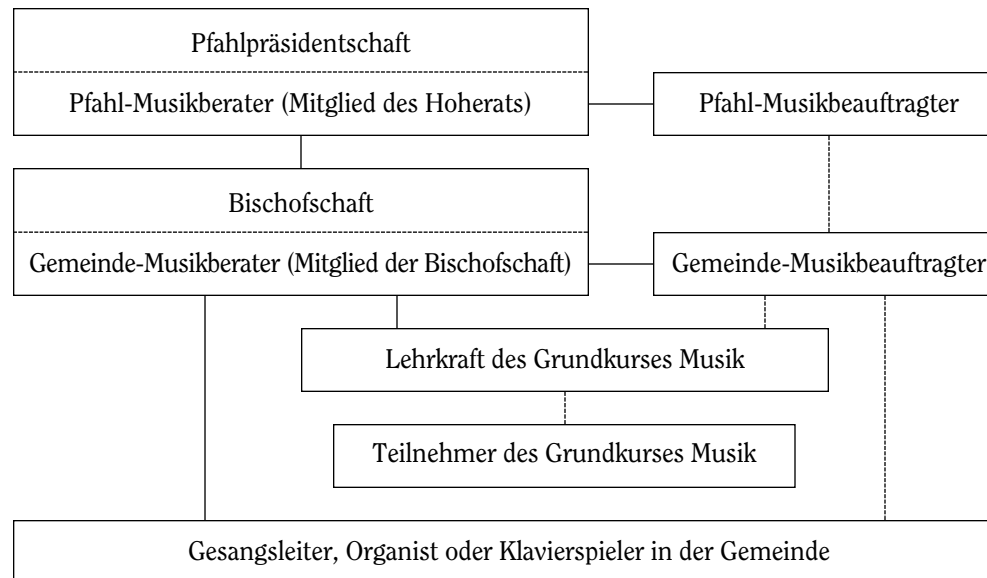 Pfahlpräsidentschaft
Pfahl-Musikberater (Mitglied des Hoherats)
Pfahl-Musikbeauftragter
Bischofschaft
Gemeinde-Musikberater (Mitglied der Bischofschaft)
Gemeinde-Musikbeauftragter
Lehrkraft des Grundkurses Musik
Teilnehmer des Grundkurses Musik
Gesangsleiter, Organist oder Klavierspieler in der Gemeinde